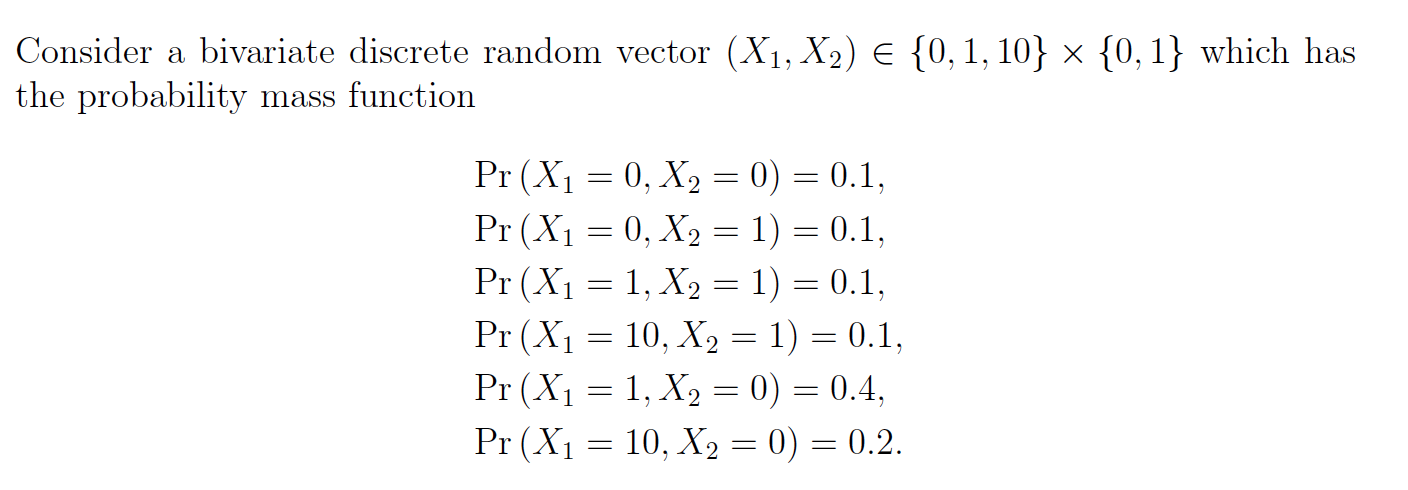 Consider a bivariate discrete random vector (X₁, X₂) ∈ {0, 1, 10} × {0, 1} which has
the probability mass function
Pr (X₁ = 0, X₂ = 0) = 0.1,
Pr (X₁ = 0, X₂ = 1) = 0.1,
Pr (X₁ = 1, X₂ = 1) = 0.1,
Pr (X₁ = 10, X₂ = 1) = 0.1,
Pr (X₁ = 1, X₂ = 0) = 0.4,
Pr (X₁ = 10, X₂ = 0) = 0.2.